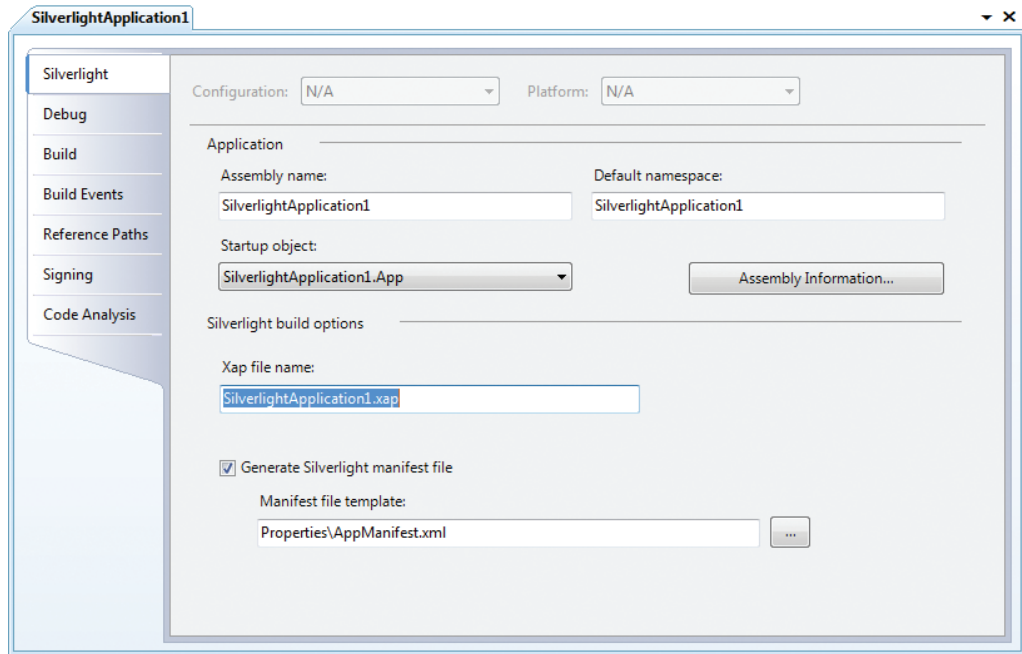 SilverlightApplication1
Silverlight
Debug
Build
Build Events
Reference Paths
Signing
Code Analysis
Configuration: N/A Platform: N/A
Application
Assembly name: Default namespace:
SilverlightApplication1 SilverlightApplication1
Startup object:
SilverlightApplication1.App Assembly Information...
Silverlight build options
Xap file name:
SilverlightApplication1.xap
Generate Silverlight manifest file
Manifest file template:
Properties\AppManifest.xml ...